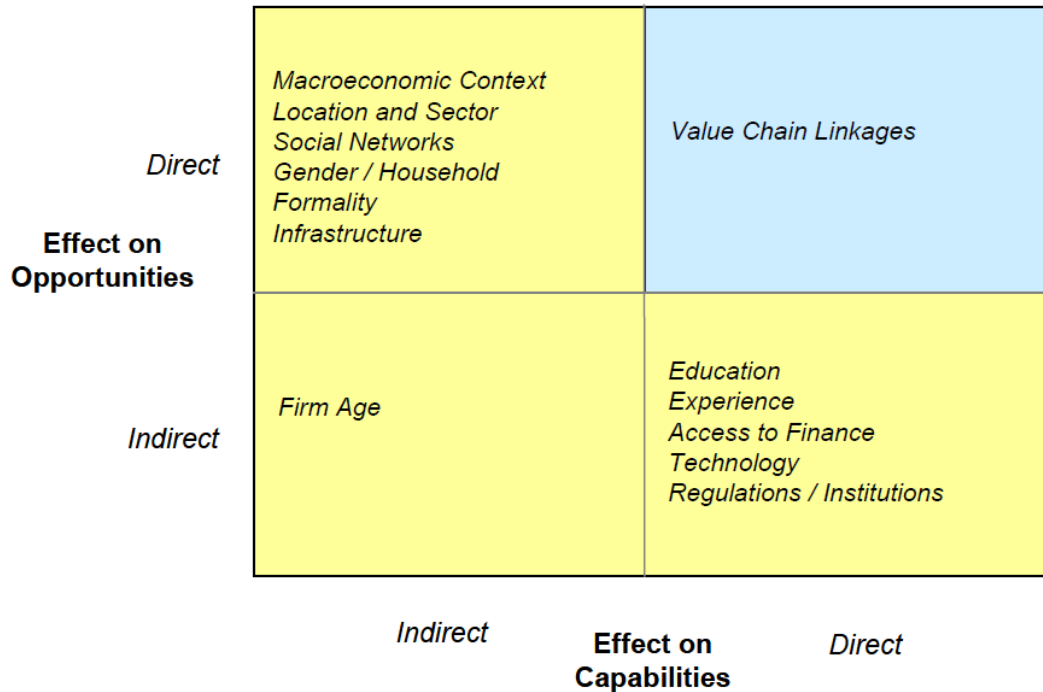 Macroeconomic Context
Location and Sector
Social Networks
Gender / Household
Formality
Infrastructure
Value Chain Linkages
Direct
Effect on
Opportunities
Firm Age
Education
Experience
Access to Finance
Technology
Regulations / Institutions
Indirect
Indirect
Effect on
Capabilities
Direct